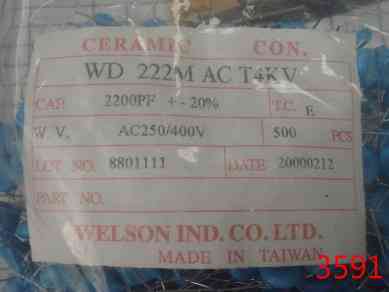 CERAMIC CON.
WD 222M AC T4KV
CAP. 2200PF +-20% T.C. E
W V. AC250/400V 500 PCS
LOT NO. 8801111 DATE 20000212
PART NO.
WELSON IND. CO. LTD.
MADE IN TAIWAN
3591